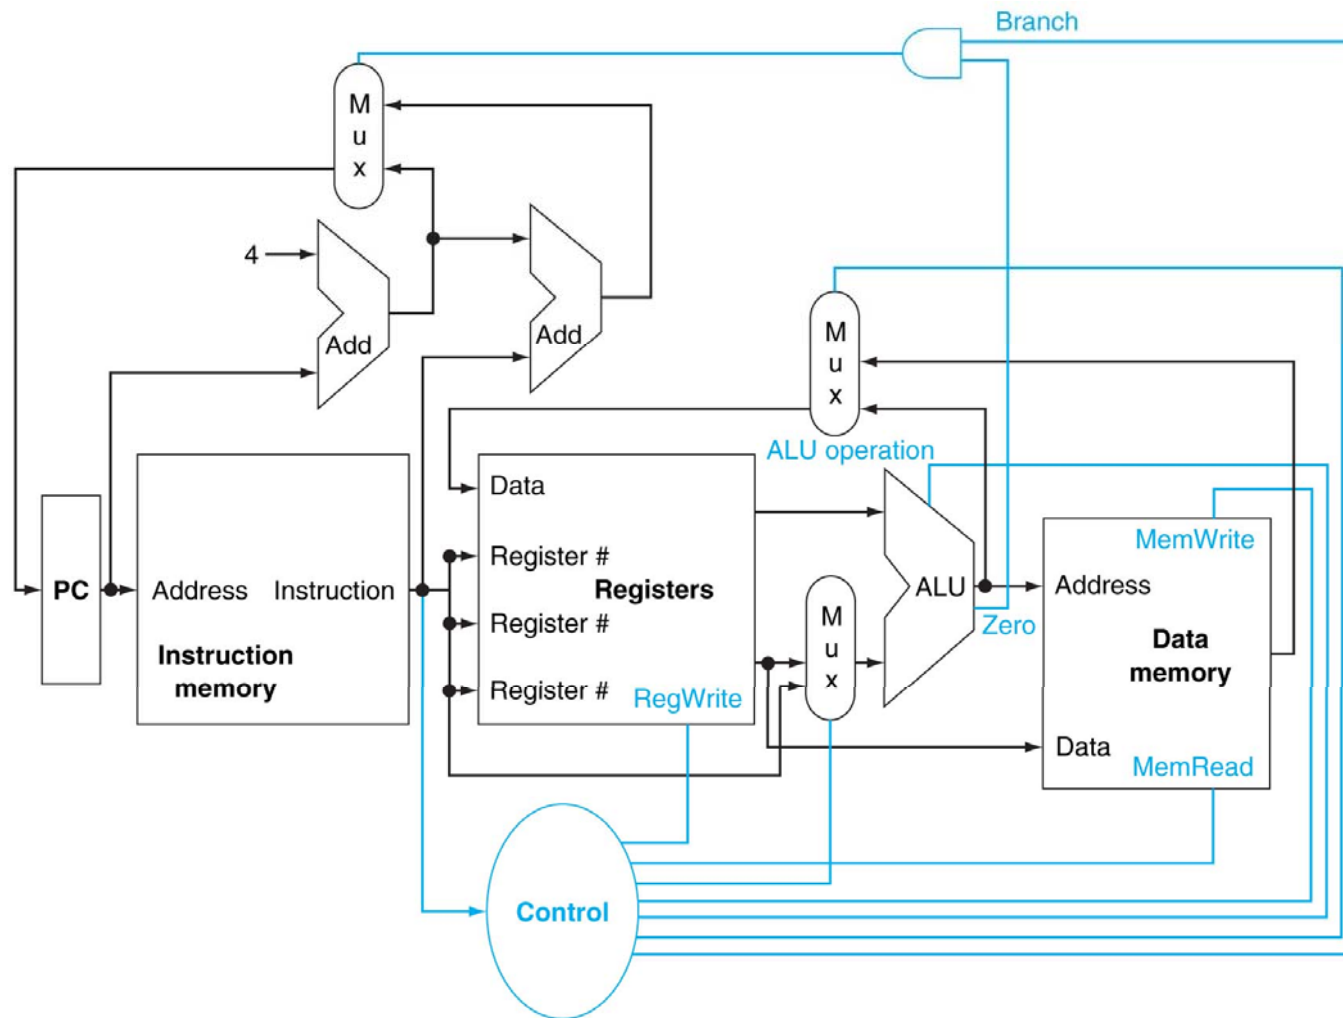 Branch
M
u
x
4
Add
Add
M
u
x
ALU operation
Data
Register #
Registers
Register #
Register #
RegWrite
PC
Address Instruction
Instruction
memory
M
u
x
ALU
Zero
MemWrite
Address
Data
memory
Data
MemRead
Control